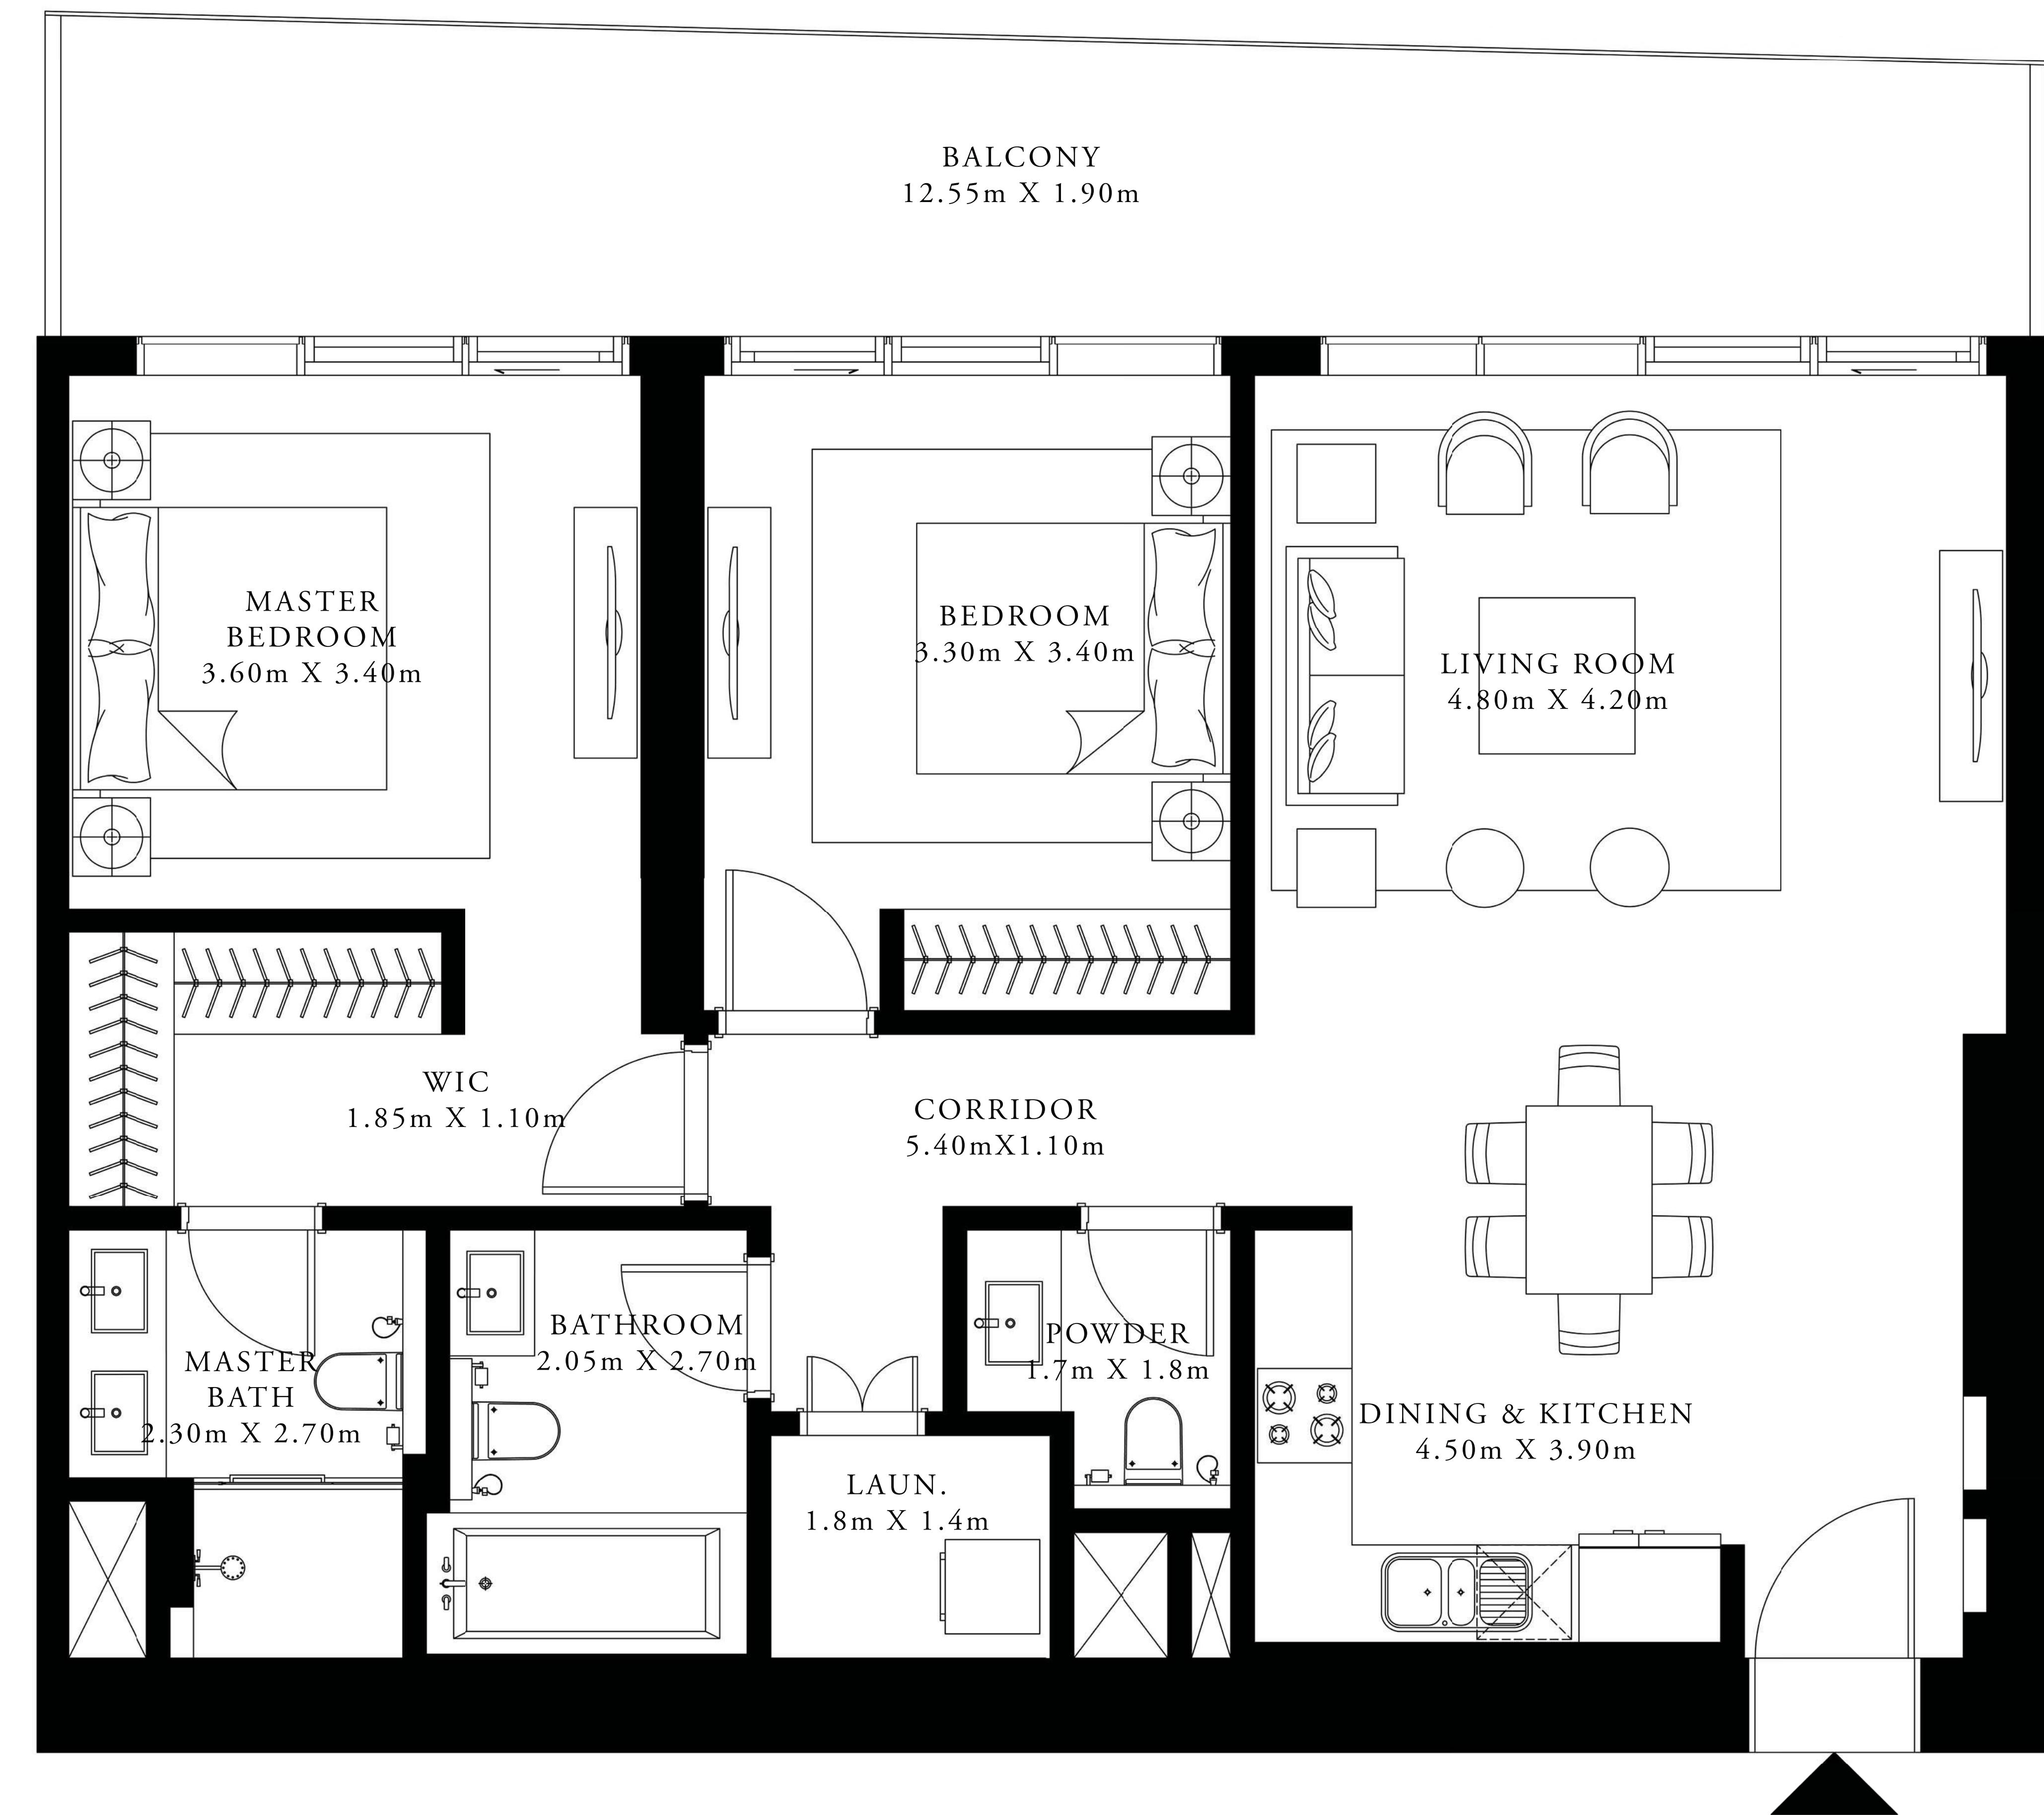 BALCONY
12.55m X 1.90m
MASTER
BEDROOM
3.60m X 3.40m
BEDROOM
3.30m X 3.40m
LIVING ROOM
4.80m X 4.20m
WIC
1.85m X 1.10m
CORRIDOR
5.40mX1.10m
MASTER
BATH
2.30m X 2.70m
BATHROOM
2.05m X 2.70m
POWDER
1.7m X 1.8m
LAUN.
1.8m X 1.4m
DINING & KITCHEN
4.50m X 3.90m